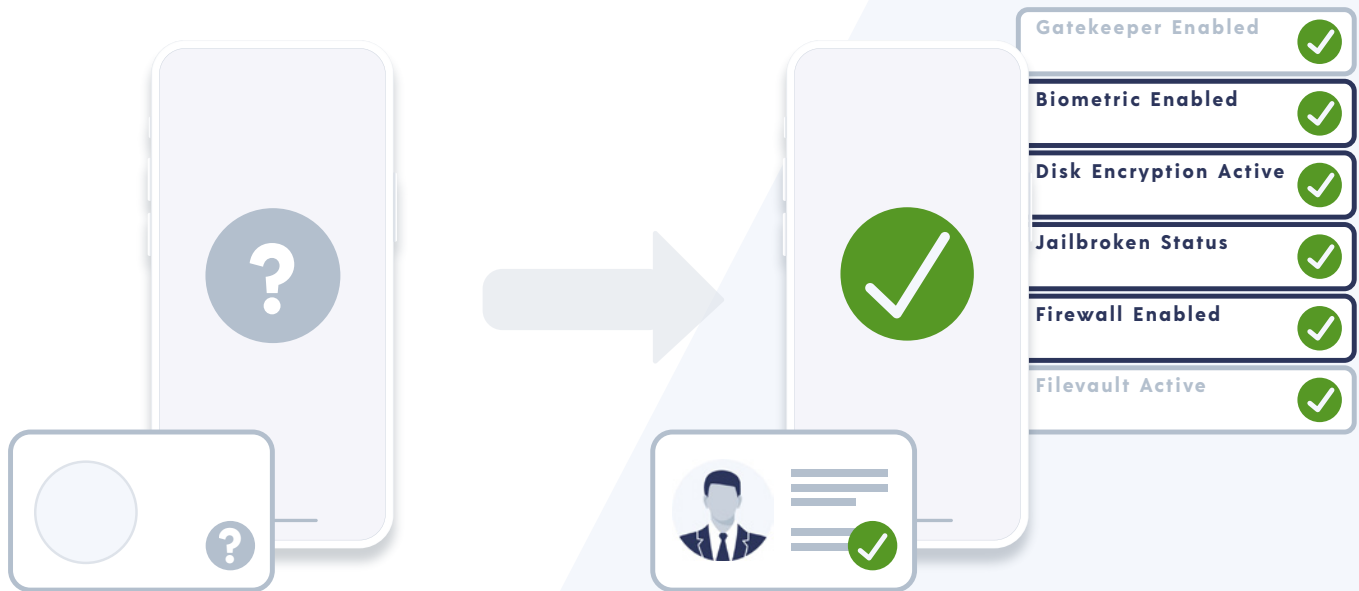 Gatekeeper Enabled
Biometric Enabled
Disk Encryption Active
Jailbroken Status
?
Firewall Enabled
Filevault Active
?